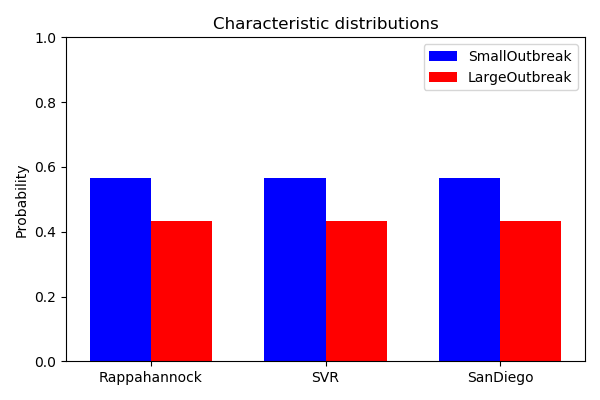 Characteristic distributions
SmallOutbreak
LargeOutbreak
Probability
1.0
0.8
0.6
0.4
0.2
0.0
Rappahannock SVR SanDiego